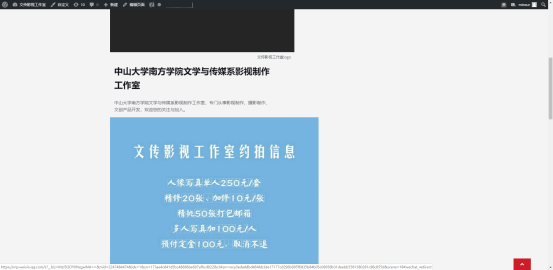 文传影视工作室
自定义
新建
编辑页面
文传影视工作室logo
中山大学南方学院文学与传媒系影视制作
工作室
中山大学南方学院文学与传媒系影视制作工作室，专门从事影视制作、摄影制作、
文创产品开发，欢迎您的关注与加入。
文传影视工作室约拍信息
人像写真单人250元/套
精修20张、加修10元/张
精挑50张打包邮箱
多人写真加100元/人
预付定金100元，取消不退